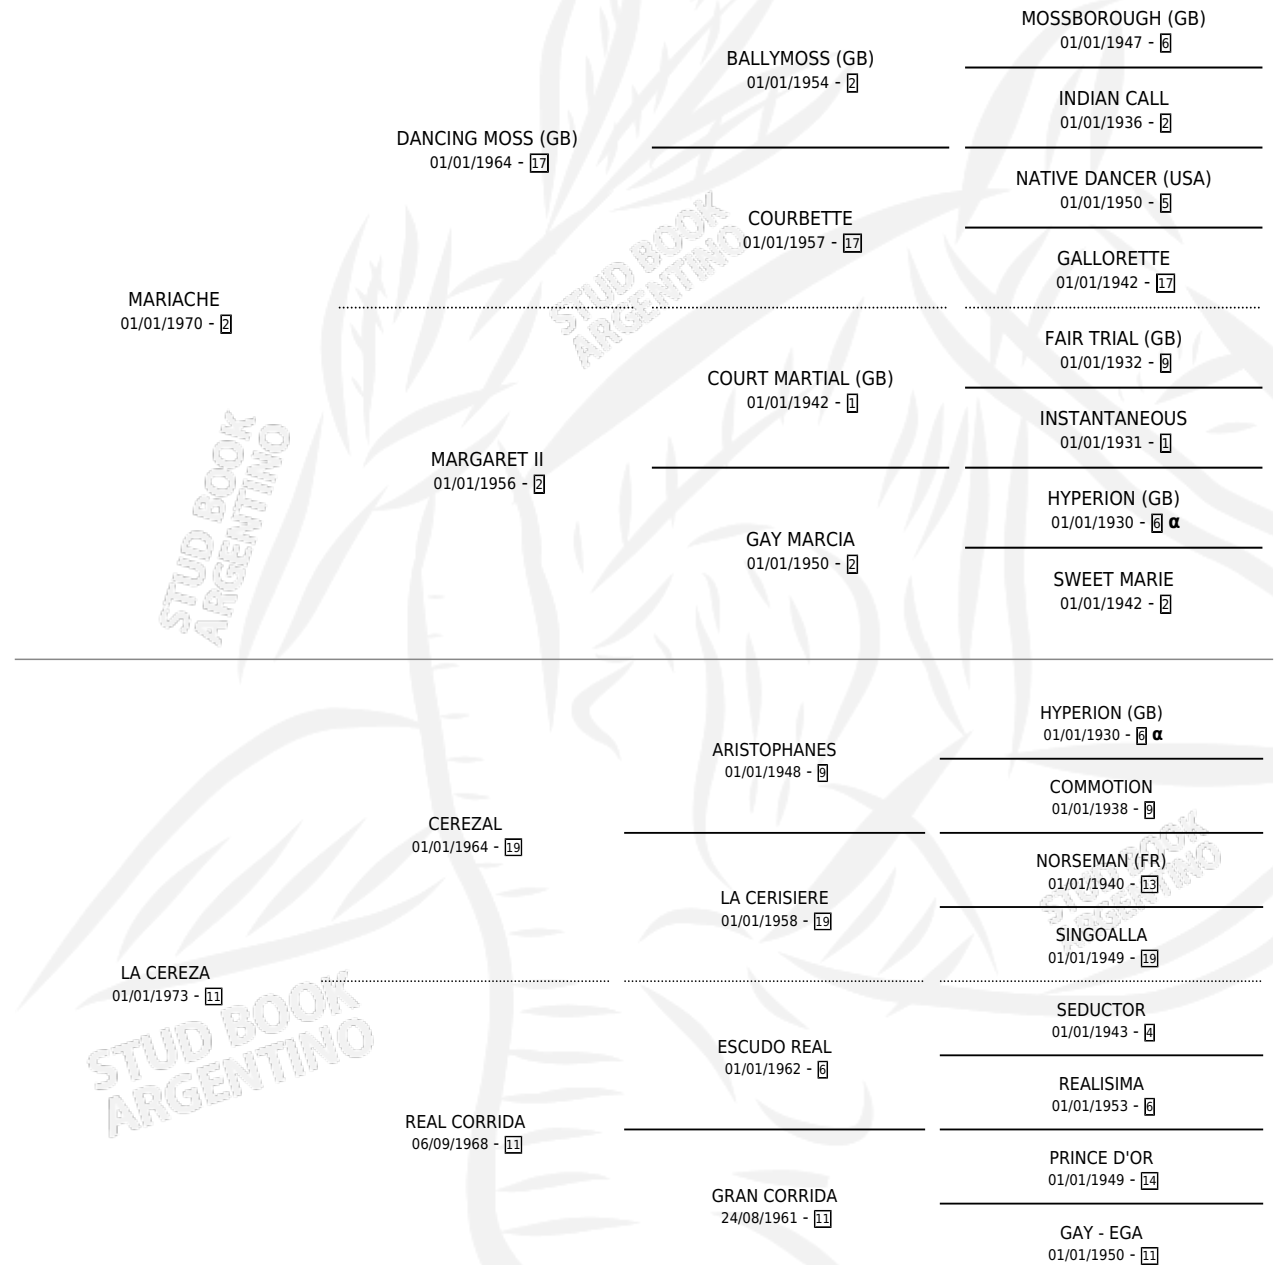 MOSSBOROUGH (GB)
01/01/1947 - 6
BALLYMOSS (GB)
01/01/1954 - 2
INDIAN CALL
01/01/1936 - 2
DANCING MOSS (GB)
01/01/1964 - 17
NATIVE DANCER (USA)
01/01/1950 - 5
COURBETTE
01/01/1957 - 17
GALLORETTE
01/01/1942 - 17
MARIACHE
01/01/1970 - 2
FAIR TRIAL (GB)
01/01/1932 - 9
COURT MARTIAL (GB)
01/01/1942 - 1
INSTANTANEOUS
01/01/1931 - 1
MARGARET II
01/01/1956 - 2
HYPERION (GB)
01/01/1930 - 6 α
GAY MARCIA
01/01/1950 - 2
SWEET MARIE
01/01/1942 - 2
HYPERION (GB)
01/01/1930 - 6 α
ARISTOPHANES
01/01/1948 - 9
COMMOTION
01/01/1938 - 9
CEREZAL
01/01/1964 - 19
NORSEMAN (FR)
01/01/1940 - 13
LA CERISIERE
01/01/1958 - 19
SINGOALLA
01/01/1949 - 19
LA CEREZA
01/01/1973 - 11
SEDUCTOR
01/01/1943 - 4
ESCUDO REAL
01/01/1962 - 6
REALISIMA
01/01/1953 - 6
REAL CORRIDA
06/09/1968 - 11
PRINCE D'OR
01/01/1949 - 14
GRAN CORRIDA
24/08/1961 - 11
GAY - EGA
01/01/1950 - 11
STUD BOOK
ARGENTINO
STUD BOOK
ARGENTINO
STUD BOOK
ARGENTINO
STUD BOOK
ARGENTINO